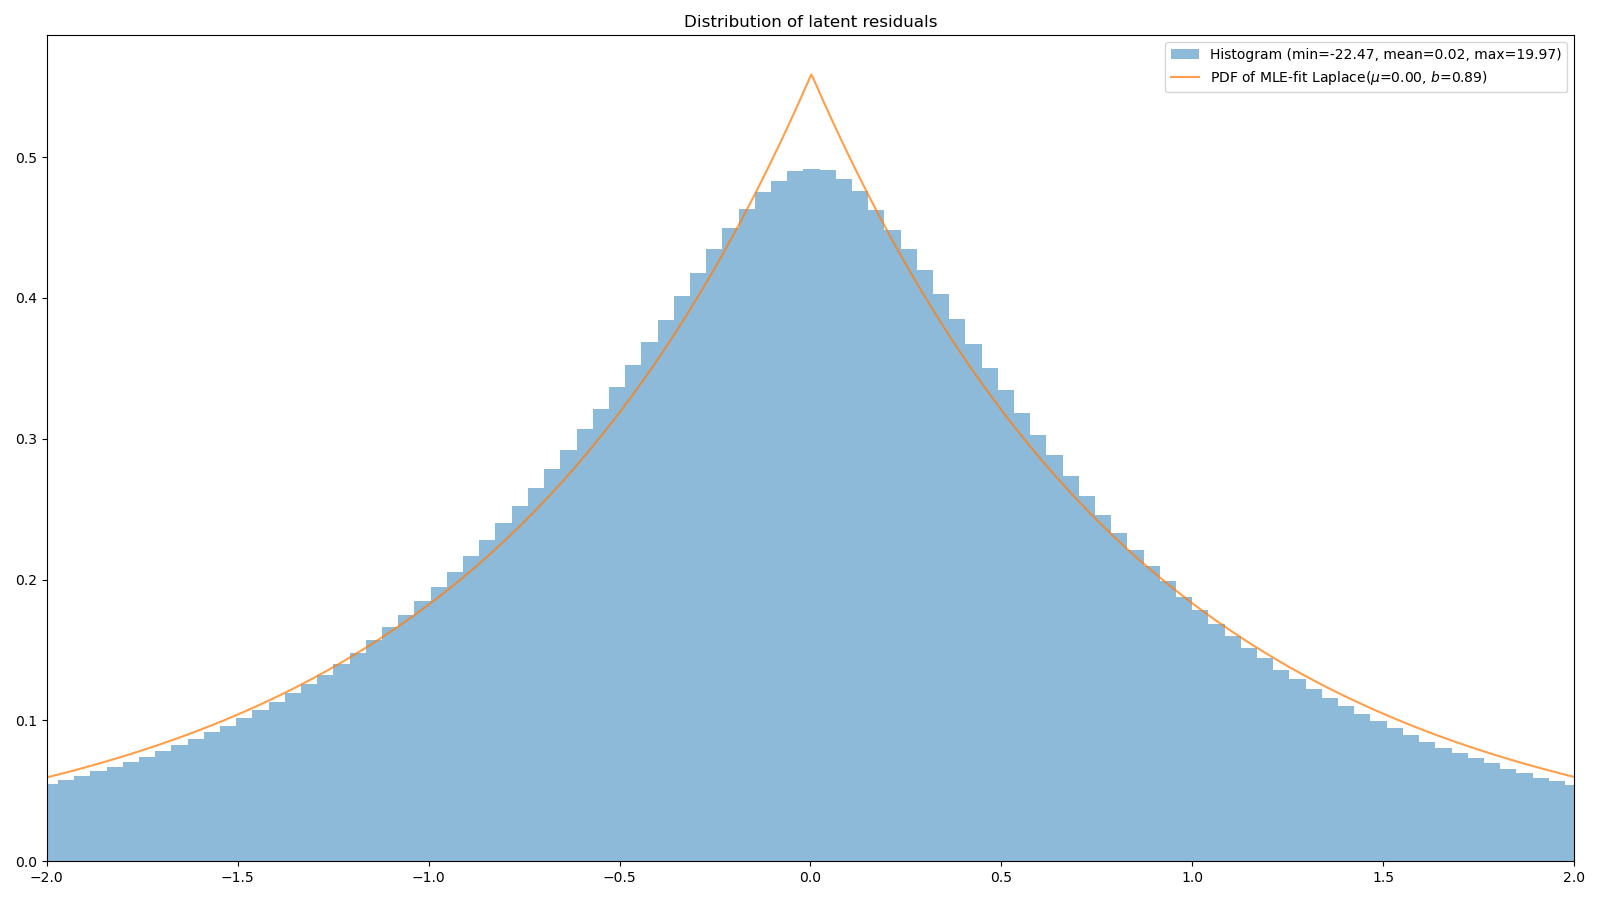 Distribution of latent residuals
Histogram (min=-22.47, mean=0.02, max=19.97)
PDF of MLE-fit Laplace(μ=0.00, b=0.89)
0.5
0.4
0.3
0.2
0.1
0.0
−2.0 −1.5 −1.0 −0.5 0.0 0.5 1.0 1.5 2.0